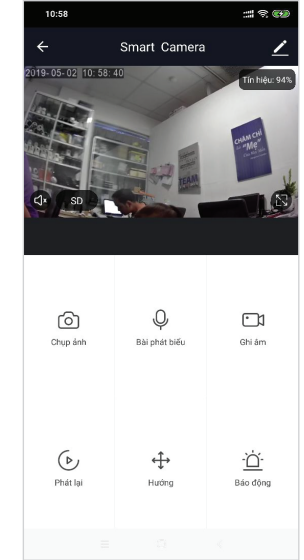 10:58
Smart Camera
2019-05-02 10:58:40
Tín hiệu: 94%
CHĂM CHỈ
"Mẹ"
TEAM
SD
Chụp ảnh
Bài phát biểu
Ghi âm
Phát lại
Hướng
Báo động